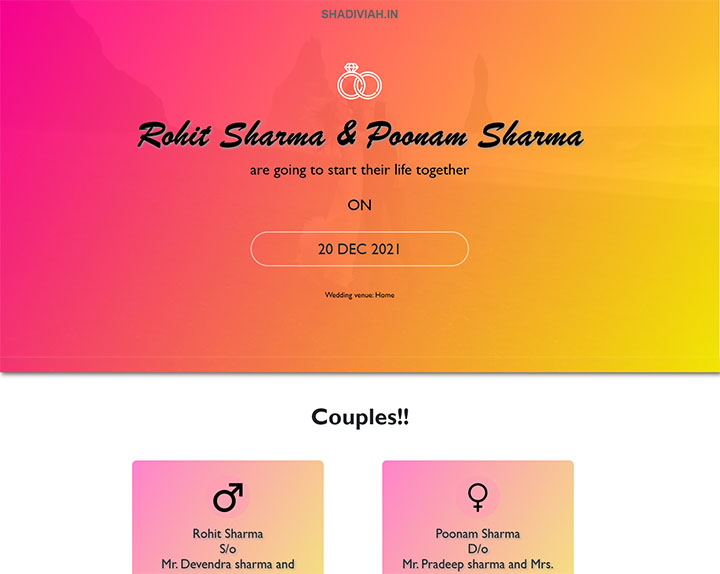 SHADIVIAH.IN
Rohit Sharma & Poonam Sharma
are going to start their life together
ON
20 DEC 2021
Wedding venue: Home
Couples!!
Rohit Sharma
S/o
Mr. Devendra sharma and
Poonam Sharma
D/o
Mr. Pradeep sharma and Mrs.